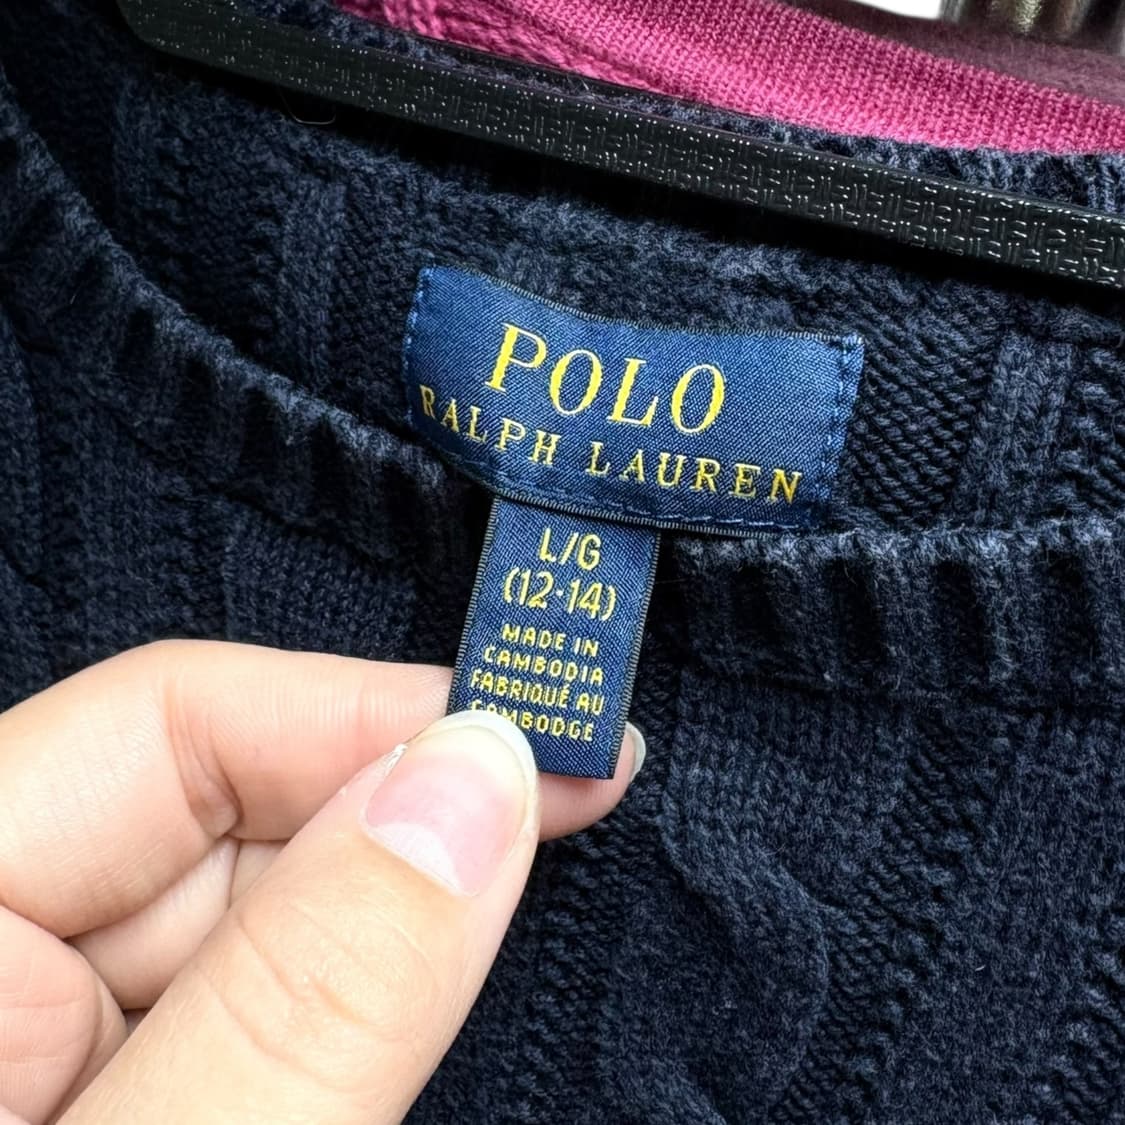 POLO
RALPH LAUREN
L/G
(12-14)
MADE IN
CAMBODIA
FABRIQUÉ AU
CAMBODGE